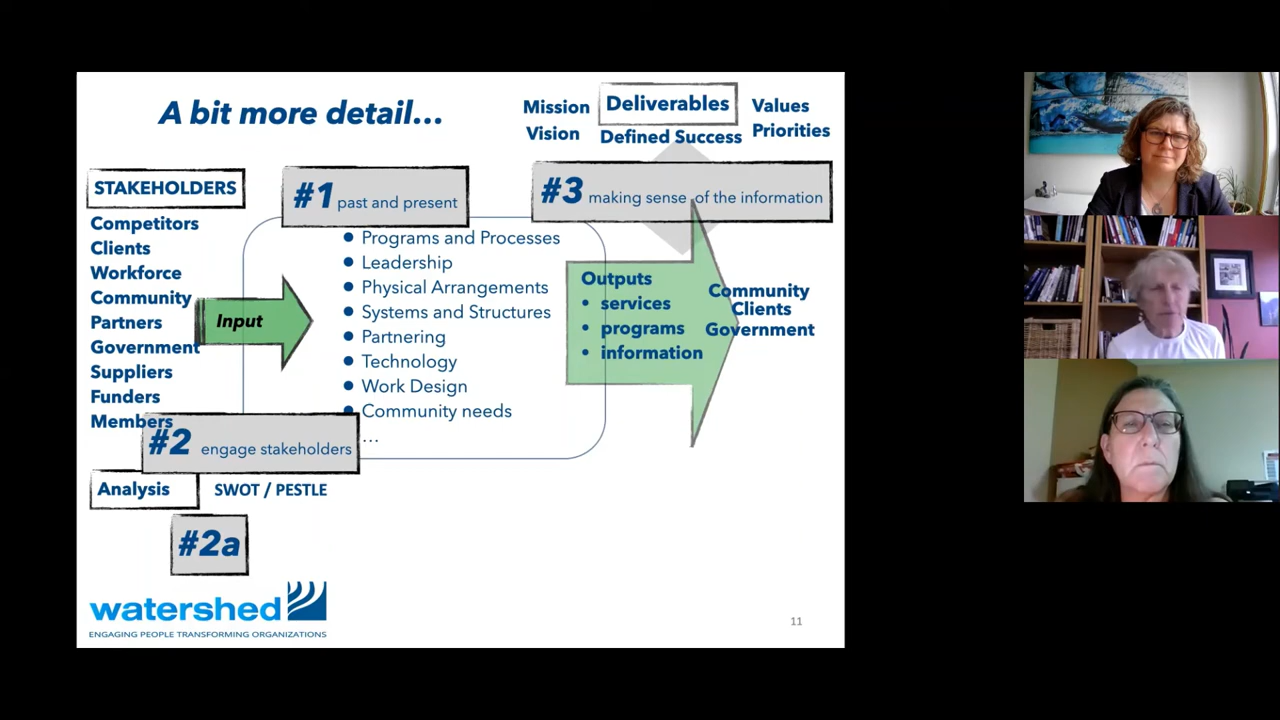 A bit more detail...
Mission
Vision
Deliverables
Defined Success
Values
Priorities
STAKEHOLDERS
Competitors
Clients
Workforce
Community
Partners
Government
Suppliers
Funders
Members
Input
#1 past and present
Programs and Processes
Leadership
Physical Arrangements
Systems and Structures
Partnering
Technology
Work Design
Community needs
...
#2 engage stakeholders
#3 making sense of the information
Outputs
• services
• programs
• information
Community
Clients
Government
Analysis
SWOT / PESTLE
#2a
watershed
ENGAGING PEOPLE TRANSFORMING ORGANIZATIONS
11